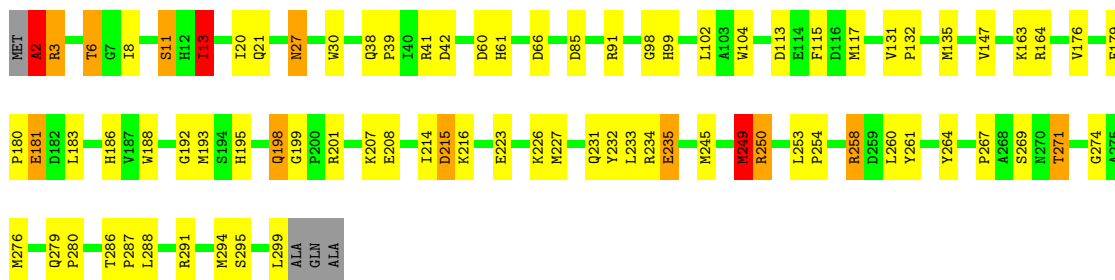 MET A2 R3 T6 G7 I8 S11 H12 I13 I20 Q21 N27 W30 Q38 P39 I40 R41 D42 D60 H61 D66 D85 R91 G98 H99 L102 A103 W104 D113 E114 F115 D116 M117 V131 P132 M135 V147 K163 R164 V176 E179
P180 E181 D182 L183 H186 V187 W188 G192 M193 S194 H195 Q198 G199 P200 R201 K207 E208 I214 D215 K216 E223 K226 M227 Q231 Y232 L233 R234 E235 M245 M249 R250 L253 P254 R258 D259 L260 Y261 Y264 P267 A268 S269 N270 T271 G274 A275
M276 Q279 P280 T286 P287 L288 R291 M294 S295 L299 ALA GLN ALA